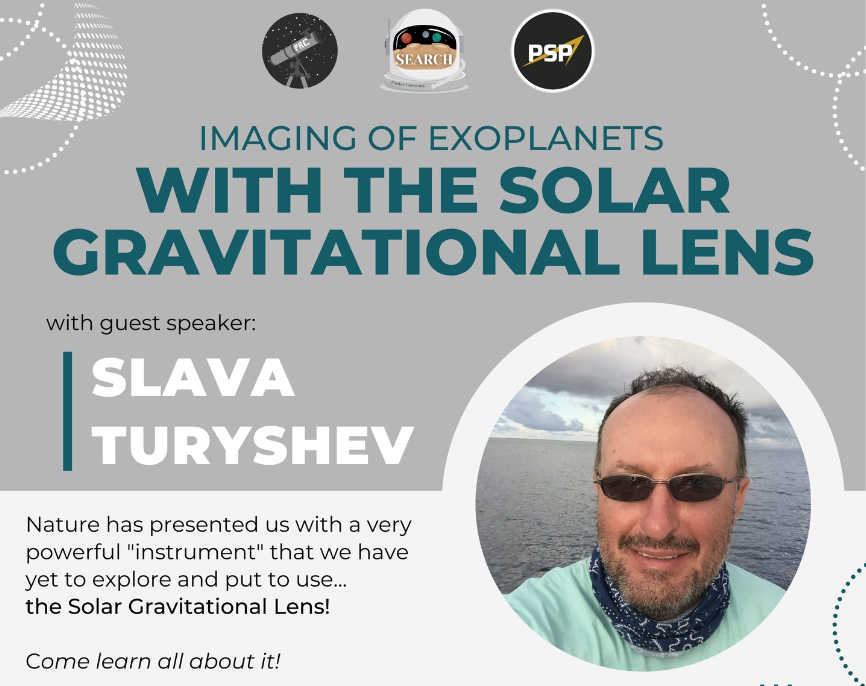 PAC
SEARCH
Purdue University
PSP
IMAGING OF EXOPLANETS
WITH THE SOLAR
GRAVITATIONAL LENS
with guest speaker:
SLAVA
TURYSHEV
Nature has presented us with a very
powerful "instrument" that we have
yet to explore and put to use...
the Solar Gravitational Lens!
Come learn all about it!